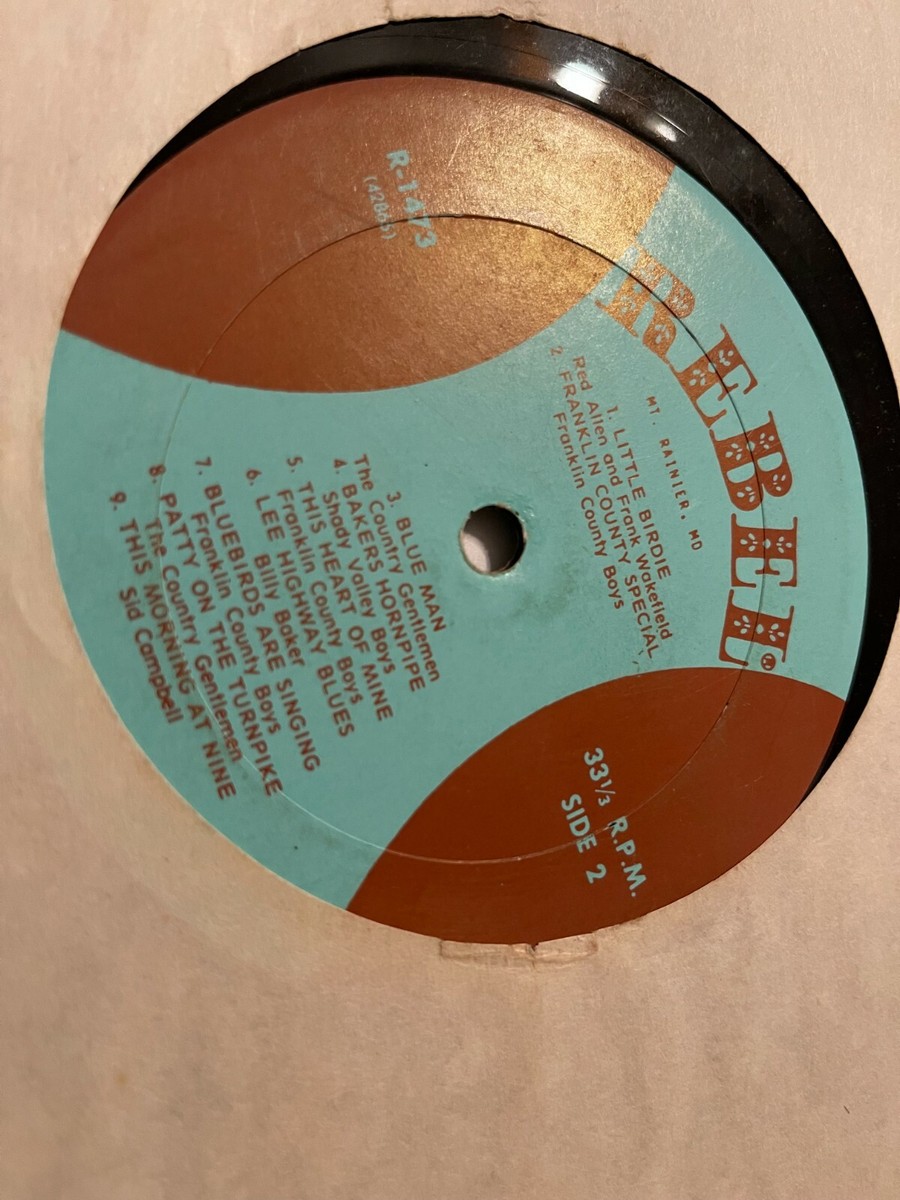 REBEL®
MT. RAINIER, MD
R-1473
33⅓ R.P.M.
SIDE 2
1. LITTLE BIRDIE
Red Allen and Frank Wakefield
2. FRANKLIN COUNTY SPECIAL
Franklin County Boys
3. BLUE MAN
The Country Gentlemen
4. BAKERS HORNPIPE
Shady Valley Boys
5. THIS HEART OF MINE
Franklin County Boys
6. LEE HIGHWAY BLUES
Billy Baker
7. BLUEBIRDS ARE SINGING
Franklin County Boys
8. PATTY ON THE TURNPIKE
The Country Gentlemen
9. THIS MORNING AT NINE
Sid Campbell